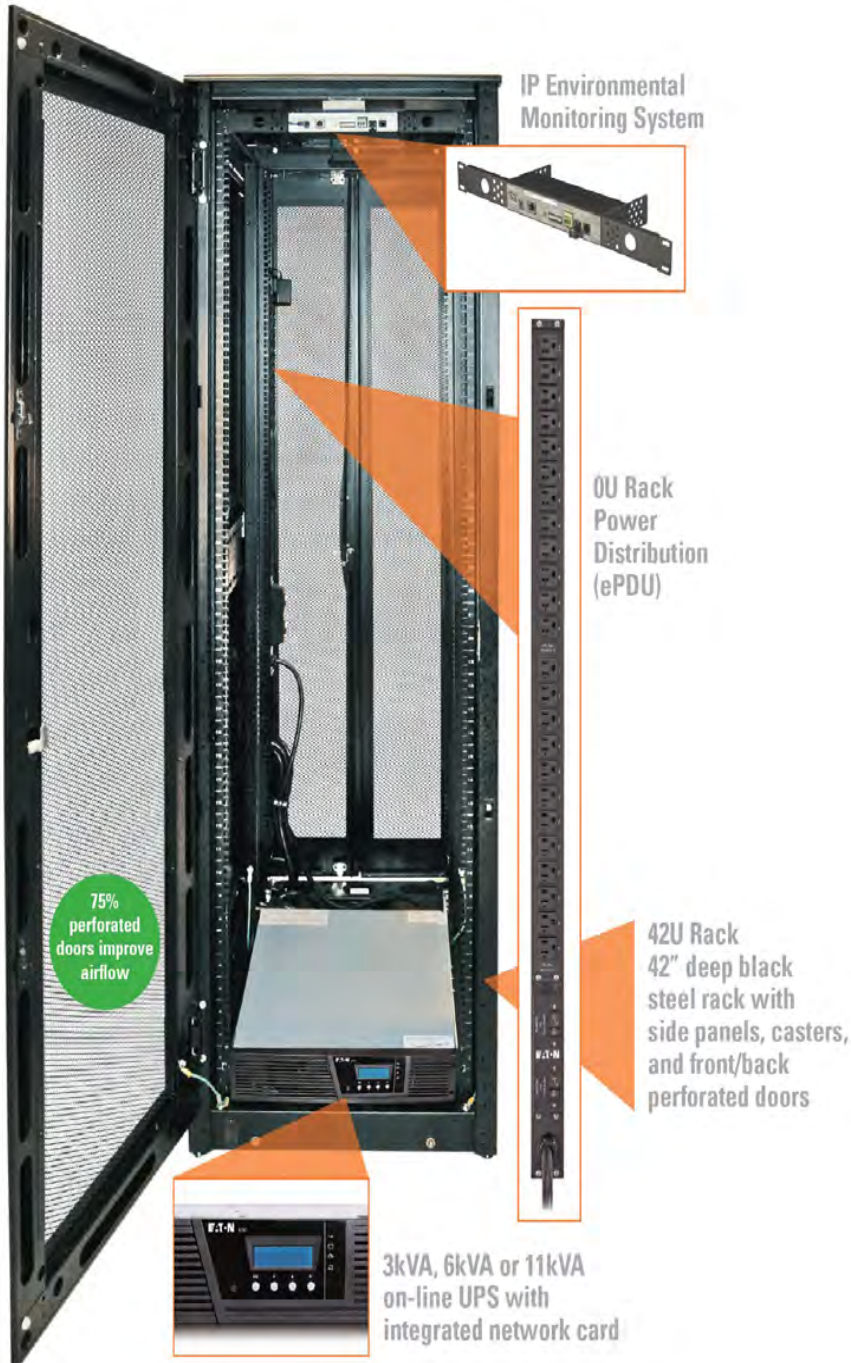 IP Environmental
Monitoring System
0U Rack
Power
Distribution
(ePDU)
75%
perforated
doors improve
airflow
42U Rack
42" deep black
steel rack with
side panels, casters,
and front/back
perforated doors
E·T·N
E·T·N
3kVA, 6kVA or 11kVA
on-line UPS with
integrated network card